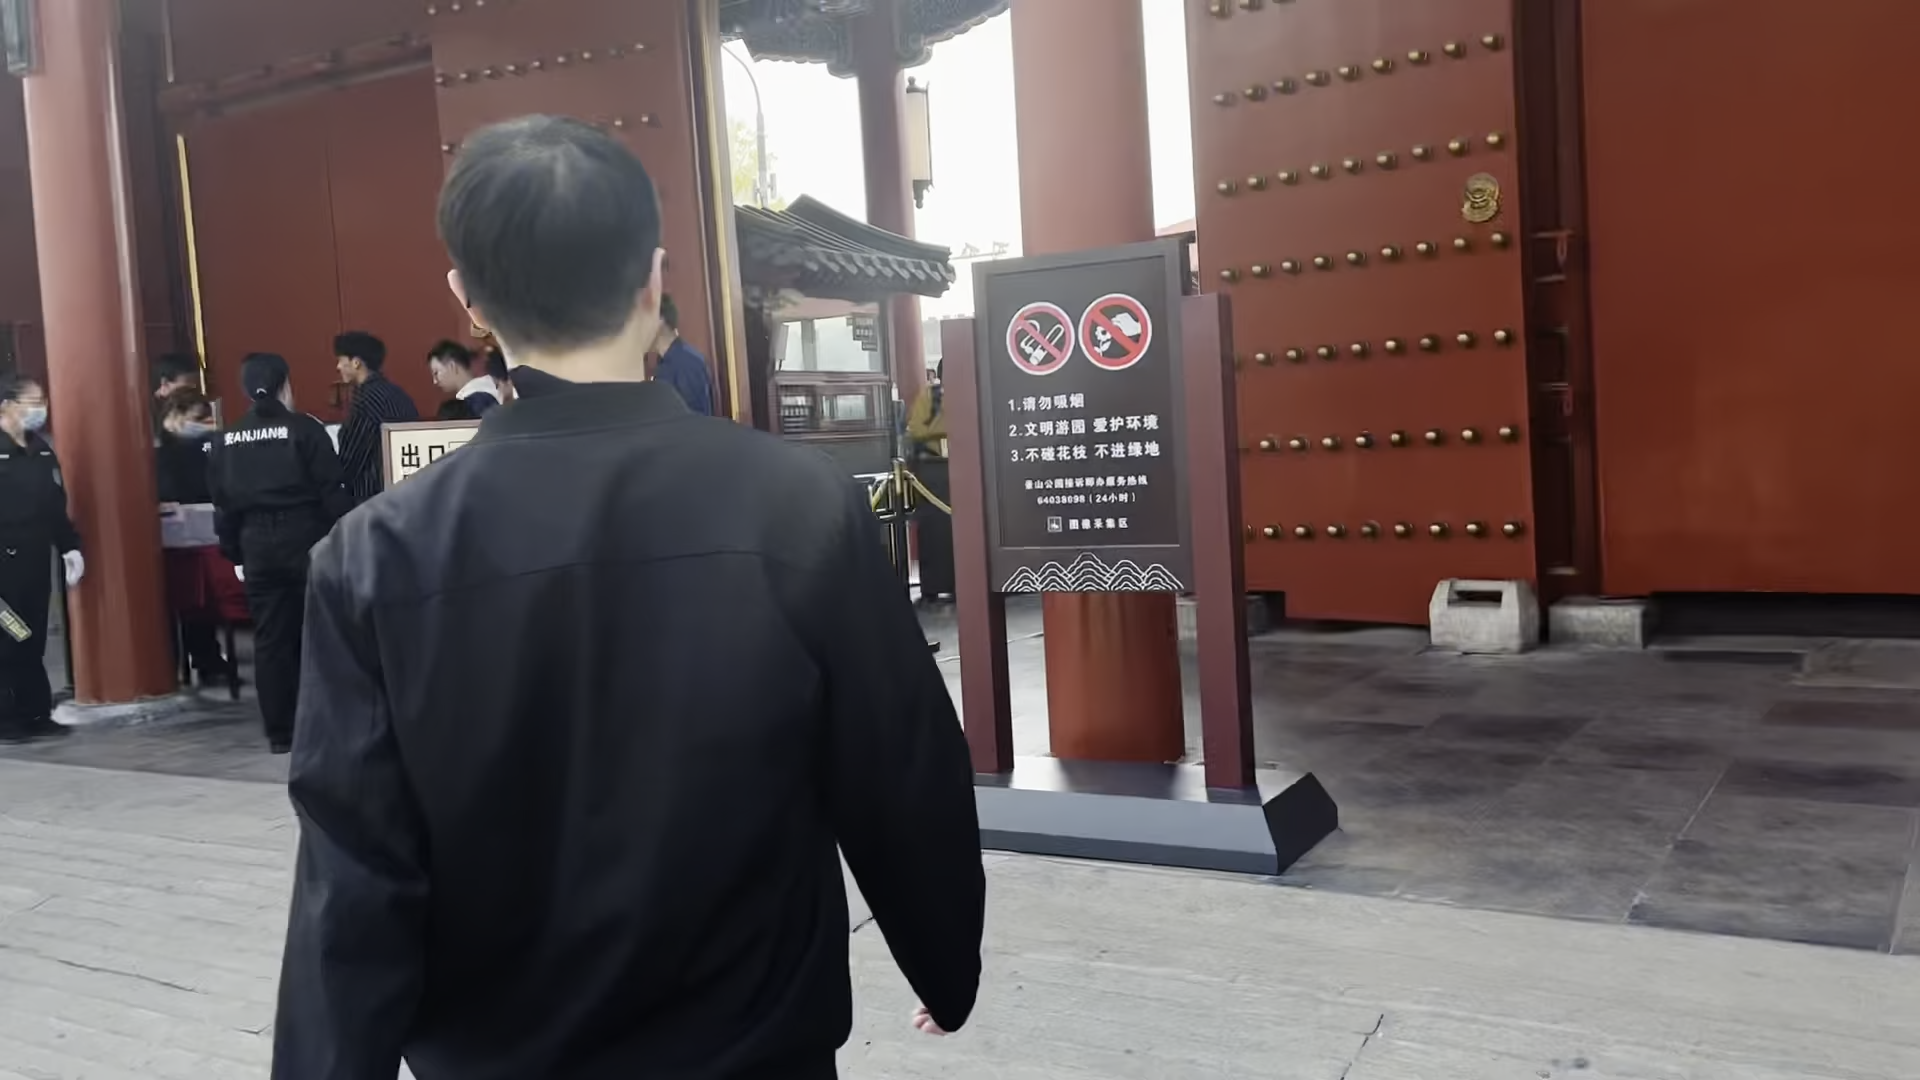 安ANJIAN检
出口
1.请勿吸烟
2.文明游园 爱护环境
3.不碰花枝 不进绿地
景山公园接诉即办服务热线
64038098(24小时)
图像采集区